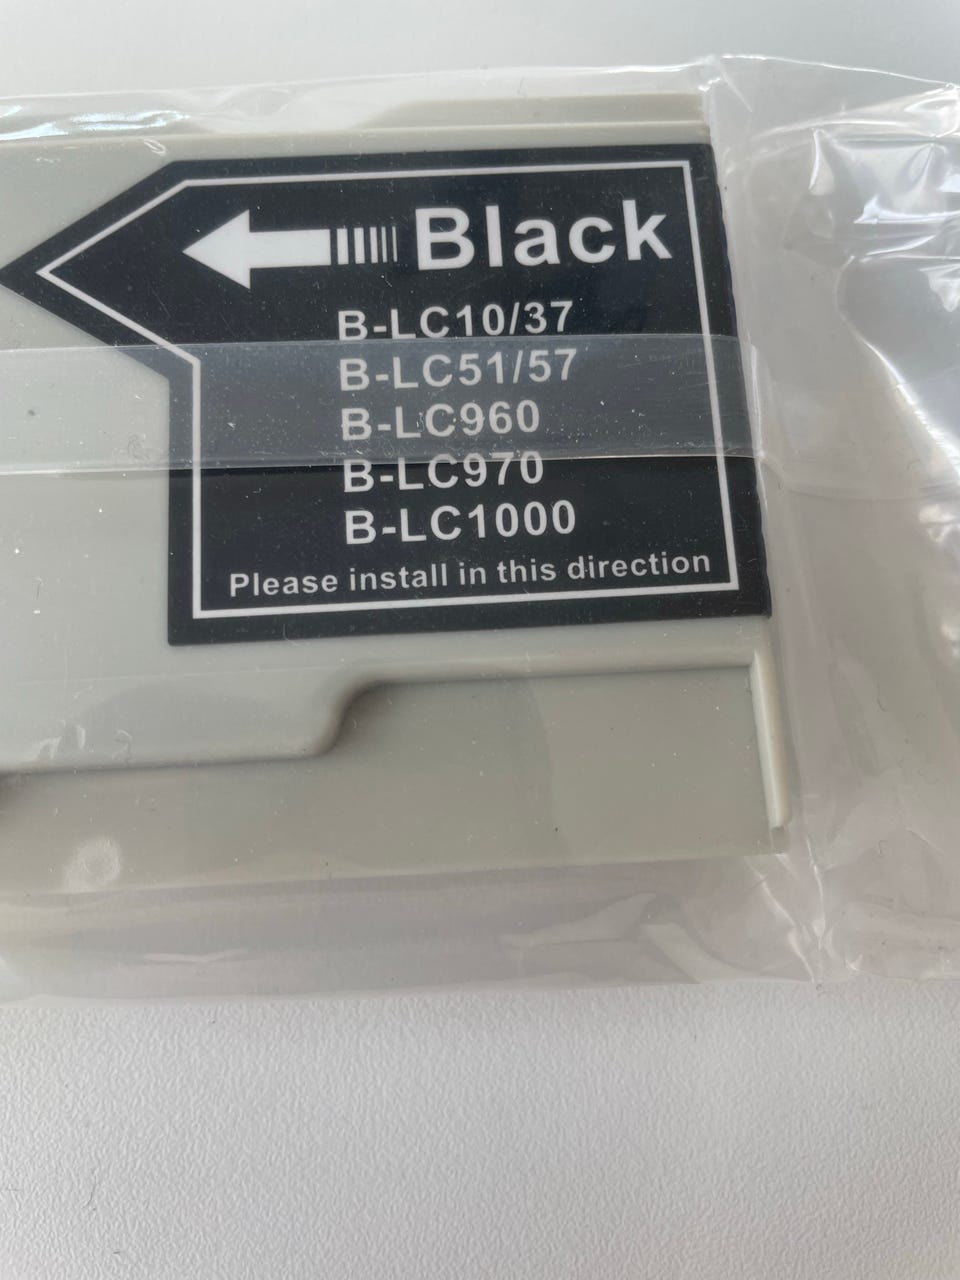 Black
B-LC10/37
B-LC51/57
B-LC960
B-LC970
B-LC1000
Please install in this direction